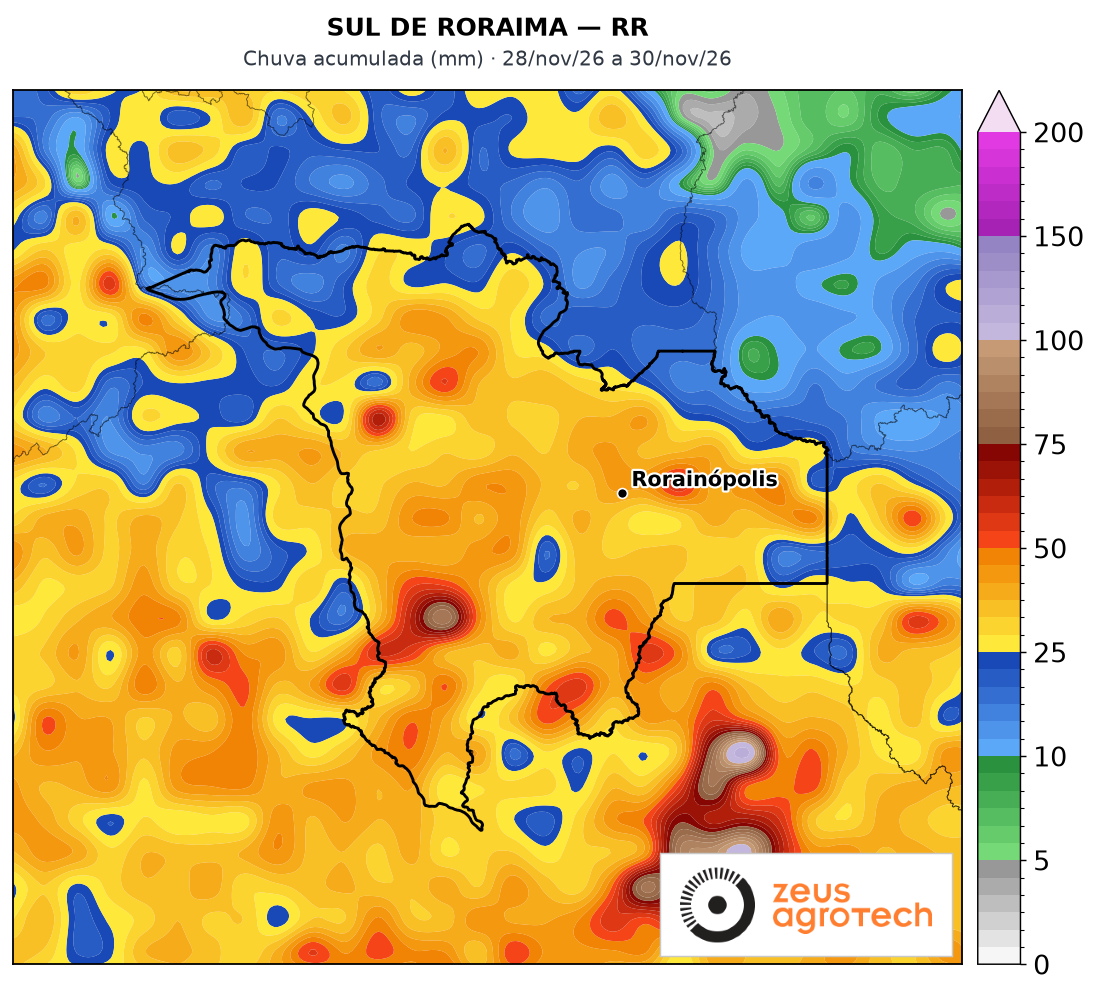 SUL DE RORAIMA — RR
Chuva acumulada (mm) · 28/nov/26 a 30/nov/26
200
150
100
75
50
25
10
5
0
Rorainópolis
zeus
agrotech